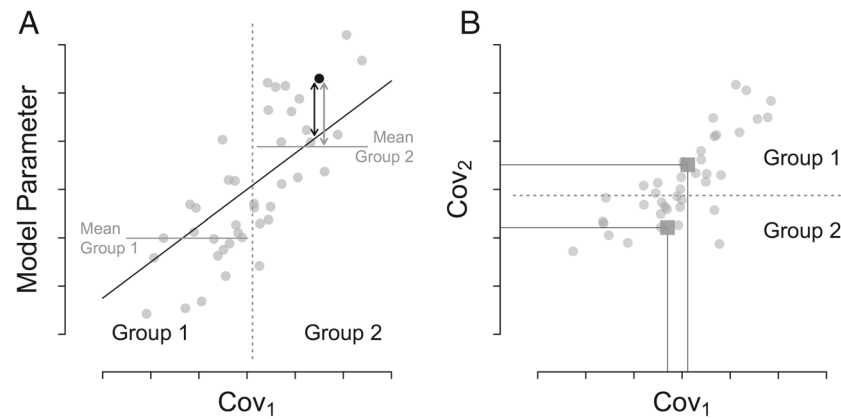 A
Model Parameter
Mean
Group 2
Mean
Group 1
Group 1
Group 2
Cov1
B
Cov2
Group 1
Group 2
Cov1